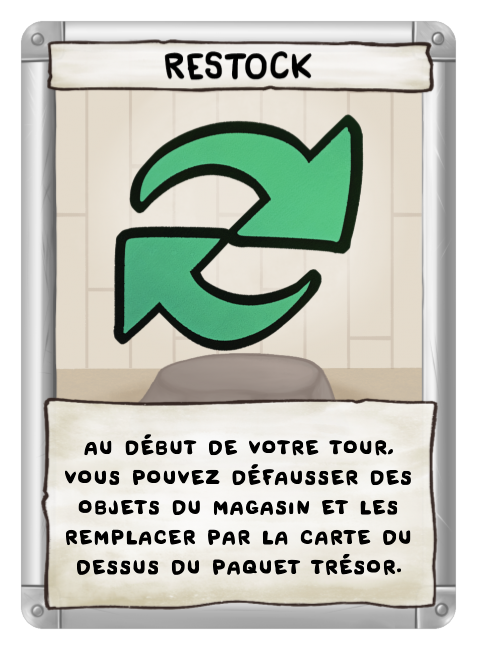 RESTOCK
AU DÉBUT DE VOTRE TOUR,
VOUS POUVEZ DÉFAUSSER DES
OBJETS DU MAGASIN ET LES
REMPLACER PAR LA CARTE DU
DESSUS DU PAQUET TRÉSOR.